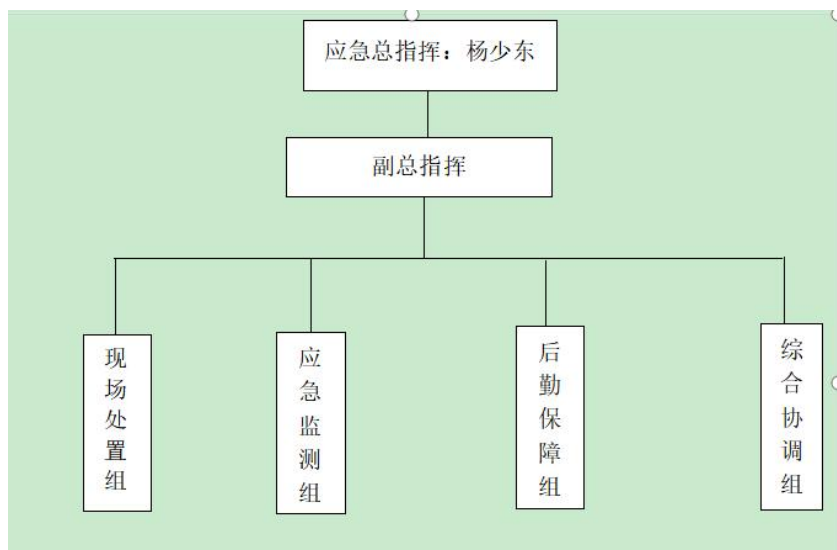 应急总指挥：杨少东
副总指挥
现场处置组
应急监测组
后勤保障组
综合协调组